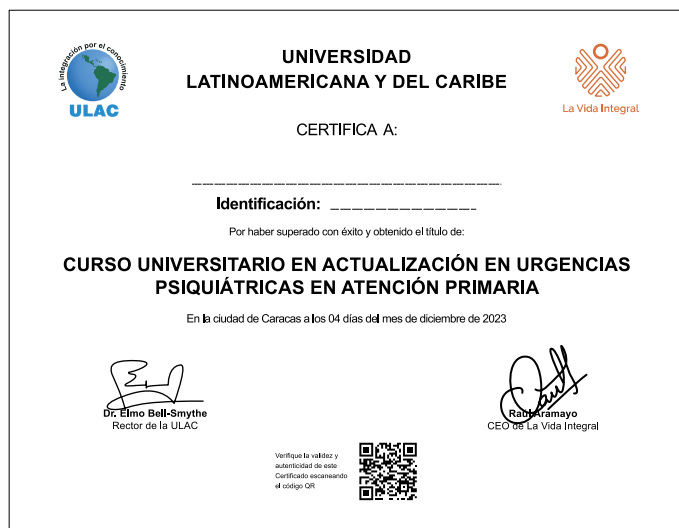 La integración por el conocimiento
ULAC
UNIVERSIDAD
LATINOAMERICANA Y DEL CARIBE
La Vida Integral
CERTIFICA A:
Identificación:
Por haber superado con éxito y obtenido el título de:
CURSO UNIVERSITARIO EN ACTUALIZACIÓN EN URGENCIAS
PSIQUIÁTRICAS EN ATENCIÓN PRIMARIA
En la ciudad de Caracas a los 04 días del mes de diciembre de 2023
Dr. Elmo Bell-Smythe
Rector de la ULAC
Raúl Aramayo
CEO de La Vida Integral
Verifique la validez y
autenticidad de este
Certificado escaneando
el código QR